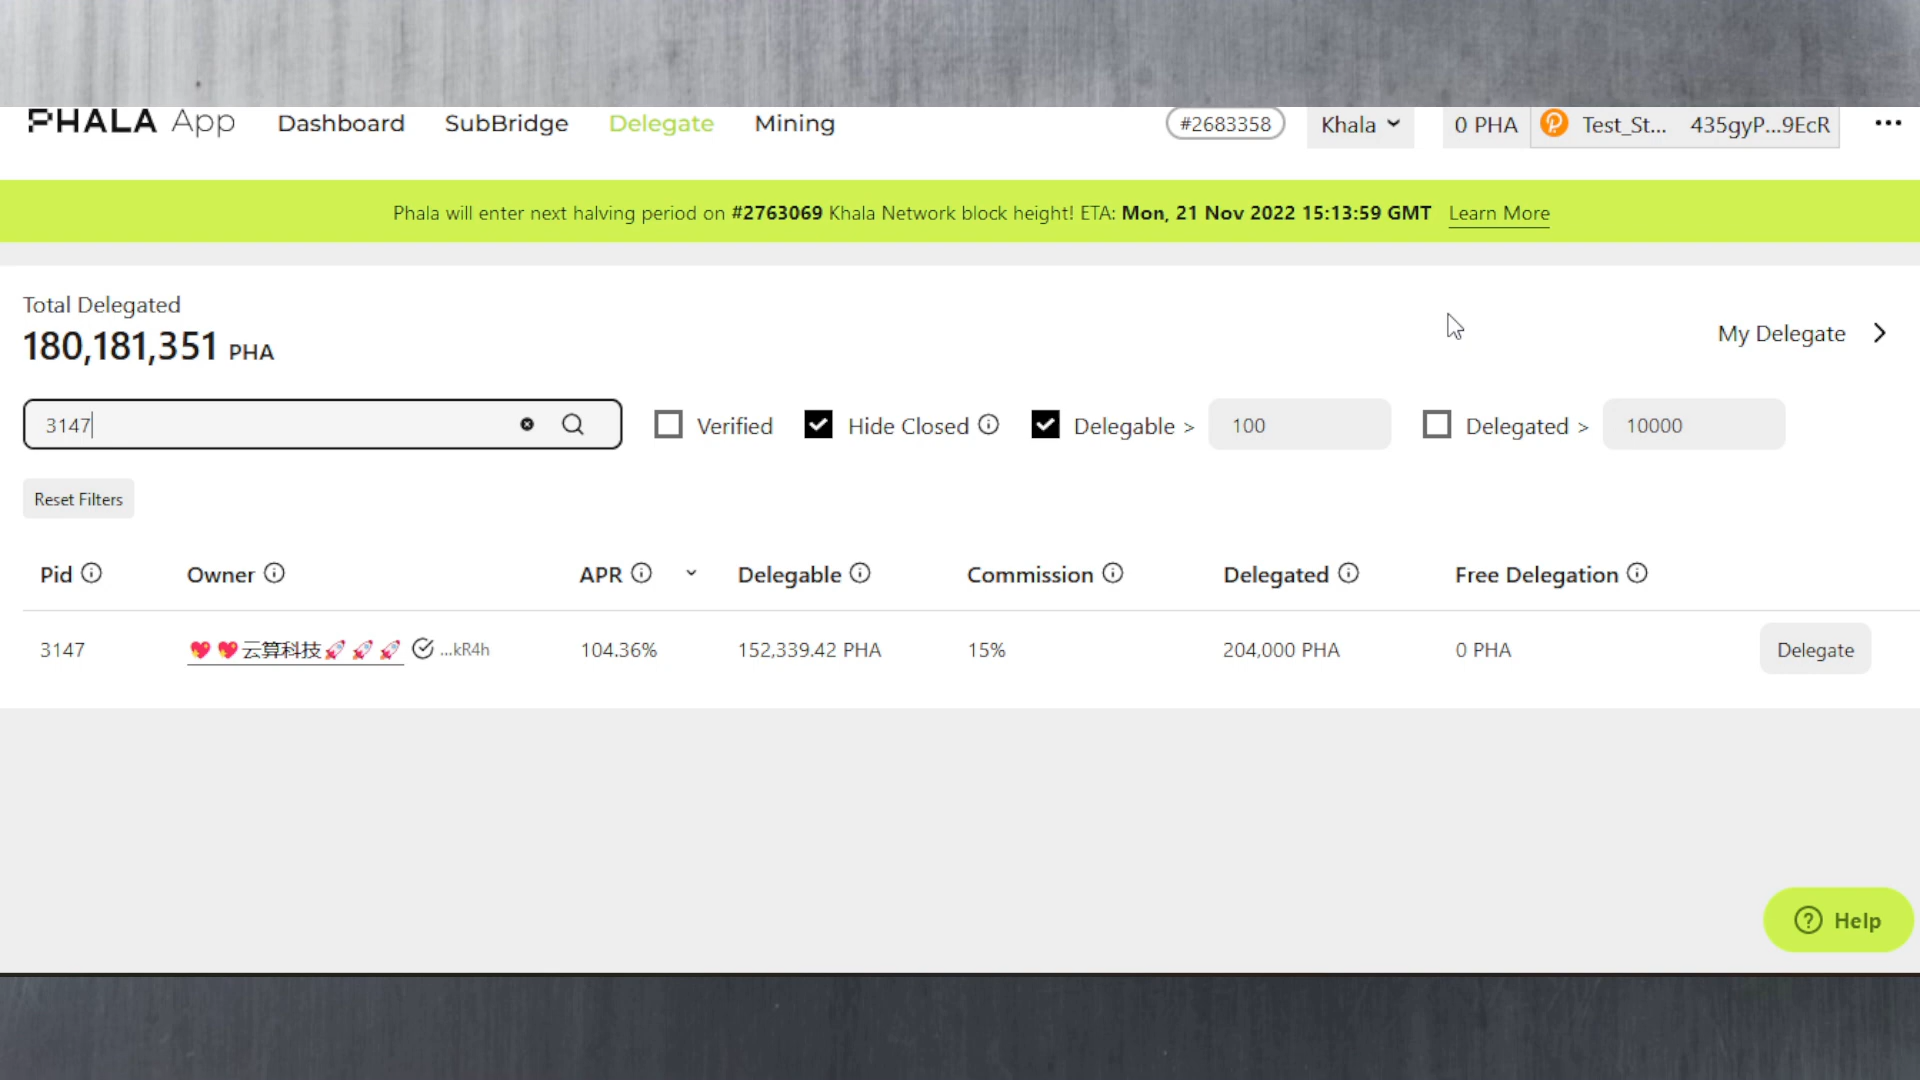 PHALA App Dashboard SubBridge Delegate Mining #2683358 Khala 0 PHA Test_St... 435gyP...9EcR
Phala will enter next halving period on #2763069 Khala Network block height! ETA: Mon, 21 Nov 2022 15:13:59 GMT Learn More
Total Delegated
180,181,351 PHA
My Delegate
3147 Verified Hide Closed Delegable > 100 Delegated > 10000
Reset Filters
Pid Owner APR Delegable Commission Delegated Free Delegation
3147 💖💖云算科技🚀🚀🚀 ...kR4h 104.36% 152,339.42 PHA 15% 204,000 PHA 0 PHA Delegate
Help